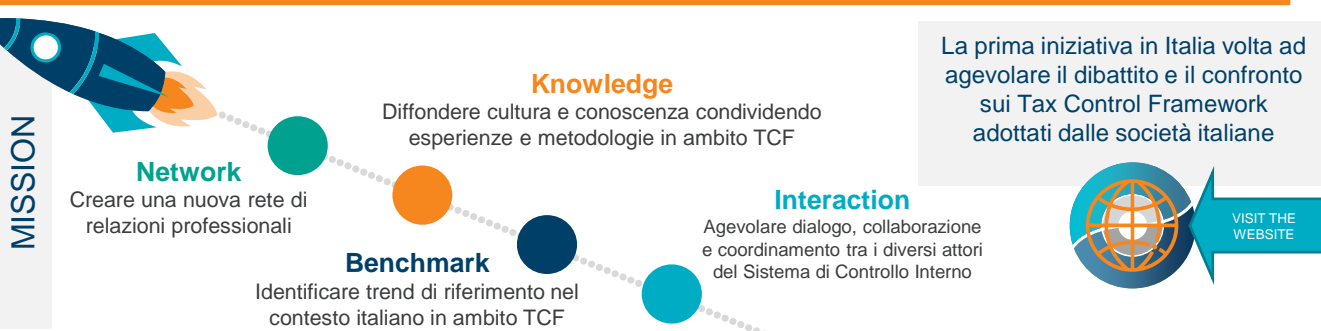 MISSION
Network
Creare una nuova rete di
relazioni professionali
Knowledge
Diffondere cultura e conoscenza condividendo
esperienze e metodologie in ambito TCF
Benchmark
Identificare trend di riferimento nel
contesto italiano in ambito TCF
Interaction
Agevolare dialogo, collaborazione
e coordinamento tra i diversi attori
del Sistema di Controllo Interno
La prima iniziativa in Italia volta ad
agevolare il dibattito e il confronto
sui Tax Control Framework
adottati dalle società italiane
VISIT THE
WEBSITE